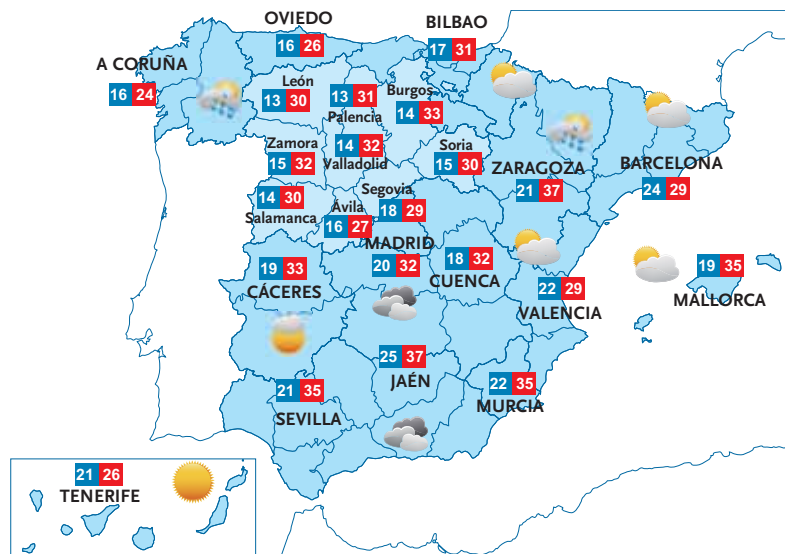 OVIEDO
16 26
BILBAO
17 31
A CORUÑA
16 24
León
13 30
13 31
Palencia
Burgos
14 33
Zamora
15 32
14 32
Valladolid
Soria
15 30
ZARAGOZA
21 37
BARCELONA
24 29
14 30
Salamanca
Ávila
16 27
Segovia
18 29
MADRID
20 32
18 32
CUENCA
19 33
CÁCERES
22 29
VALENCIA
19 35
MALLORCA
25 37
JAÉN
21 35
SEVILLA
22 35
MURCIA
21 26
TENERIFE